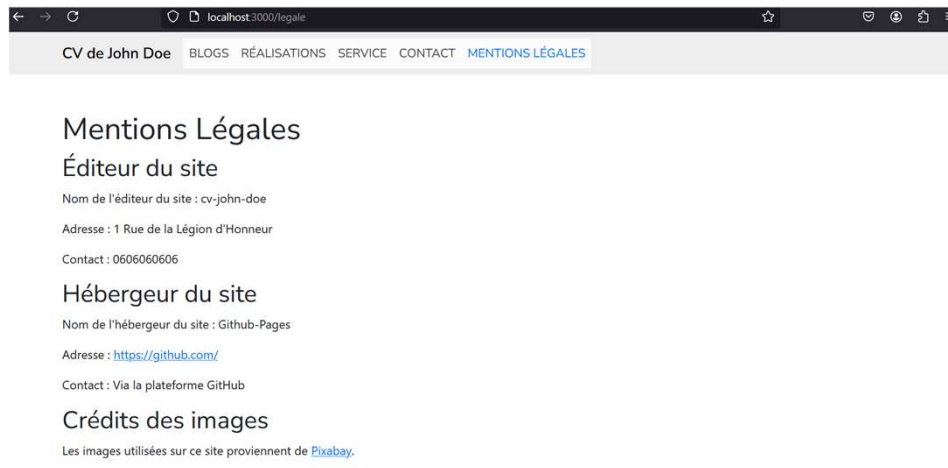 localhost:3000/legale
CV de John Doe BLOGS RÉALISATIONS SERVICE CONTACT MENTIONS LÉGALES
Mentions Légales
Éditeur du site
Nom de l'éditeur du site : cv-john-doe
Adresse : 1 Rue de la Légion d'Honneur
Contact : 0606060606
Hébergeur du site
Nom de l'hébergeur du site : Github-Pages
Adresse : https://github.com/
Contact : Via la plateforme GitHub
Crédits des images
Les images utilisées sur ce site proviennent de Pixabay.